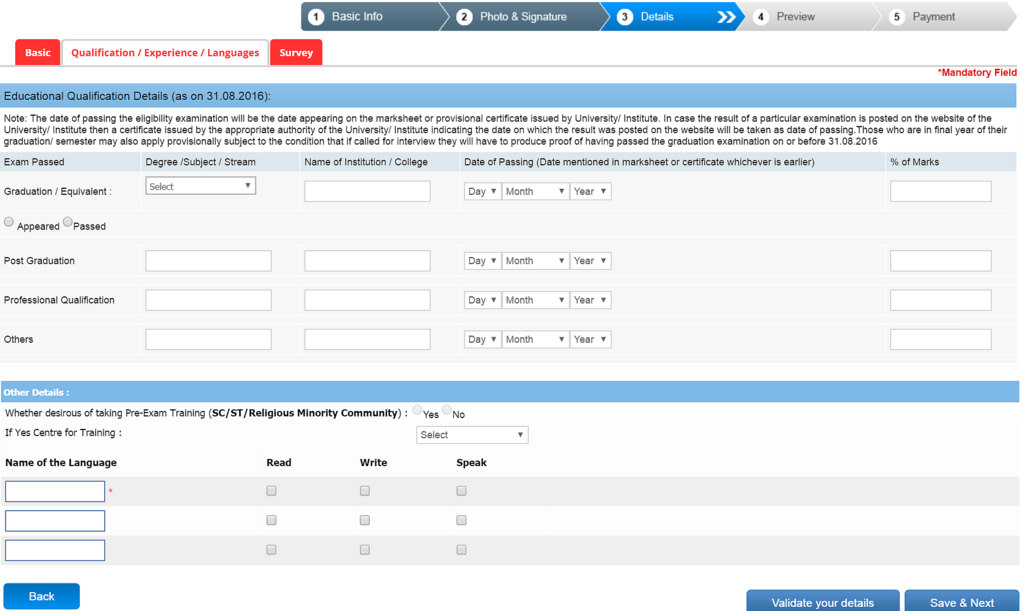 1 Basic Info 2 Photo & Signature 3 Details 4 Preview 5 Payment
Basic Qualification / Experience / Languages Survey
*Mandatory Field
Educational Qualification Details (as on 31.08.2016):
Note: The date of passing the eligibility examination will be the date appearing on the marksheet or provisional certificate issued by University/ Institute. In case the result of a particular examination is posted on the website of the
University/ Institute then a certificate issued by the appropriate authority of the University/ Institute indicating the date on which the result was posted on the website will be taken as date of passing.Those who are in final year of their
graduation/ semester may also apply provisionally subject to the condition that if called for interview they will have to produce proof of having passed the graduation examination on or before 31.08.2016
Exam Passed Degree /Subject / Stream Name of Institution / College Date of Passing (Date mentioned in marksheet or certificate whichever is earlier) % of Marks
Graduation / Equivalent : Select Day Month Year
Appeared Passed
Post Graduation Day Month Year
Professional Qualification Day Month Year
Others Day Month Year
Other Details :
Whether desirous of taking Pre-Exam Training (SC/ST/Religious Minority Community) : Yes No
If Yes Centre for Training : Select
Name of the Language Read Write Speak
*
Back Validate your details Save & Next